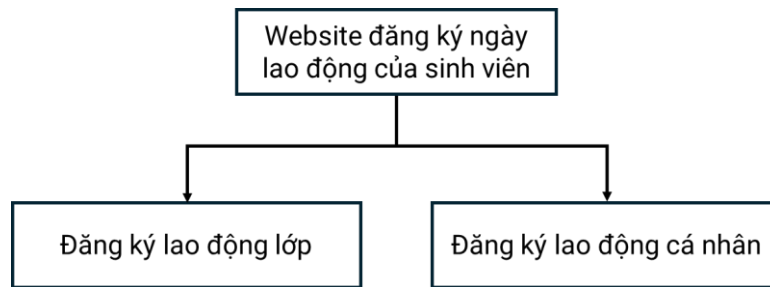 Website đăng ký ngày
lao động của sinh viên
Đăng ký lao động lớp
Đăng ký lao động cá nhân